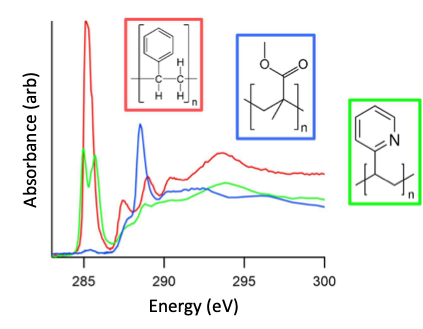 Absorbance (arb)
H
C
C
H
H
n
O
O
n
N
n
285
290
295
300
Energy (eV)